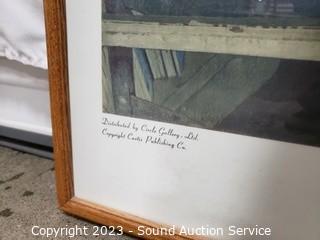 Distributed by Circle Gallery, Ltd.
Copyright Curtis Publishing Co.
Copyright 2023 - Sound Auction Service